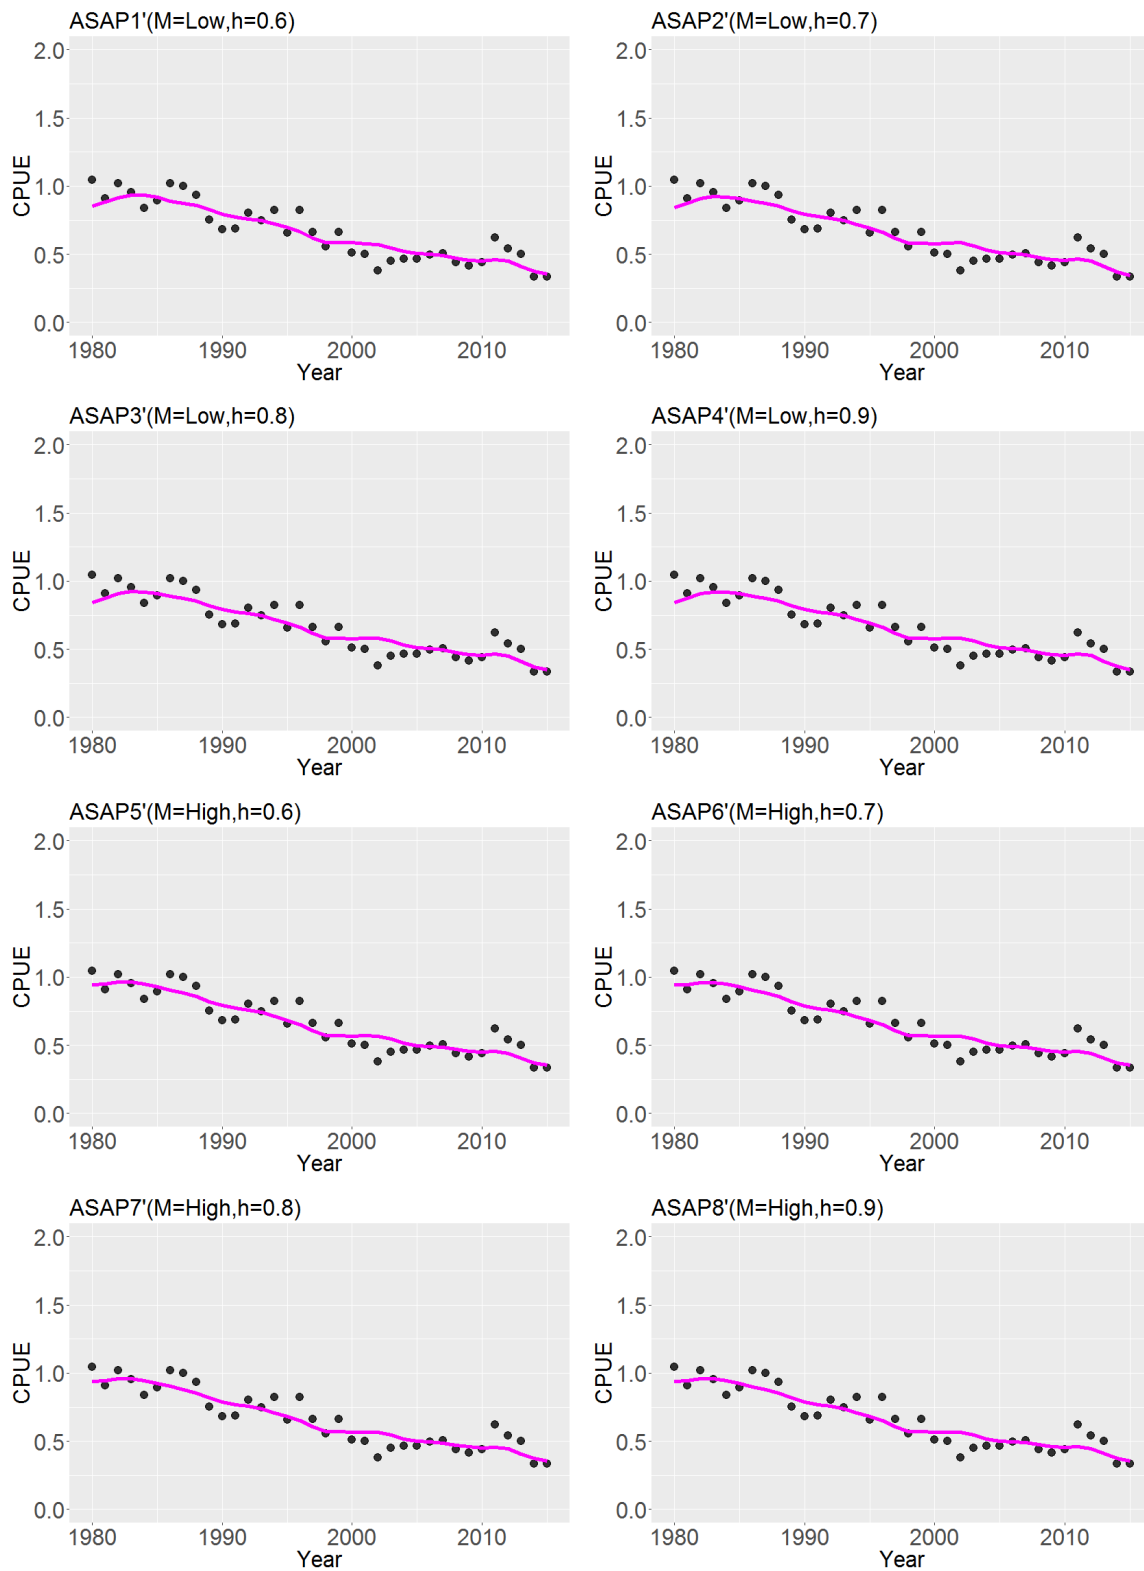 ASAP1'(M=Low,h=0.6)
2.0
1.5
1.0
0.5
0.0
CPUE
1980 1990 2000 2010
Year
ASAP2'(M=Low,h=0.7)
2.0
1.5
1.0
0.5
0.0
CPUE
1980 1990 2000 2010
Year
ASAP3'(M=Low,h=0.8)
2.0
1.5
1.0
0.5
0.0
CPUE
1980 1990 2000 2010
Year
ASAP4'(M=Low,h=0.9)
2.0
1.5
1.0
0.5
0.0
CPUE
1980 1990 2000 2010
Year
ASAP5'(M=High,h=0.6)
2.0
1.5
1.0
0.5
0.0
CPUE
1980 1990 2000 2010
Year
ASAP6'(M=High,h=0.7)
2.0
1.5
1.0
0.5
0.0
CPUE
1980 1990 2000 2010
Year
ASAP7'(M=High,h=0.8)
2.0
1.5
1.0
0.5
0.0
CPUE
1980 1990 2000 2010
Year
ASAP8'(M=High,h=0.9)
2.0
1.5
1.0
0.5
0.0
CPUE
1980 1990 2000 2010
Year